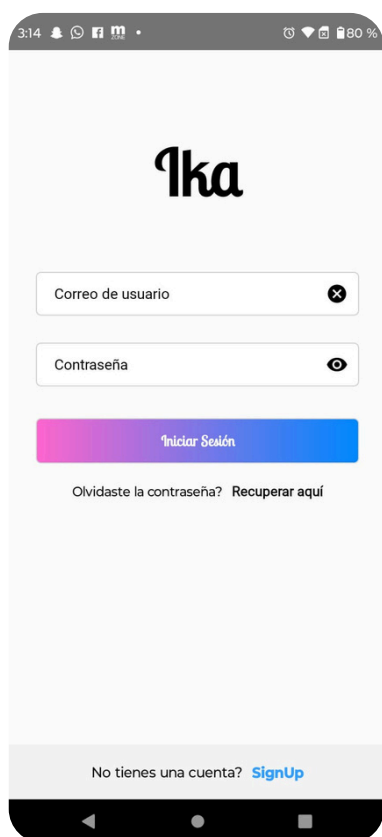 3:14 m ZONE 80 %
Ika
Correo de usuario
Contraseña
Iniciar Sesión
Olvidaste la contraseña? Recuperar aquí
No tienes una cuenta? SignUp